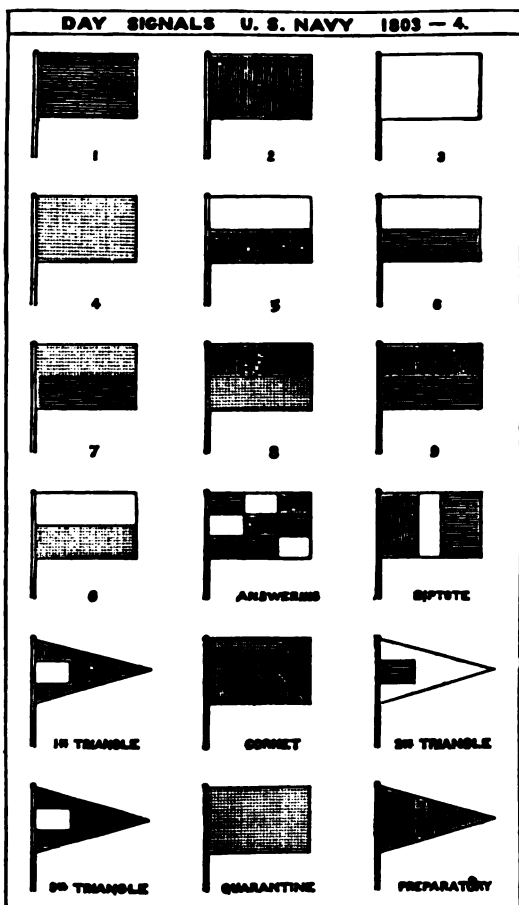 DAY SIGNALS U. S. NAVY 1803 — 4.
1 2 3
4 5 6
7 8 9
0 ANSWERING DIPTOTE
1ST TRIANGLE CORNET 2ND TRIANGLE
3RD TRIANGLE QUARANTINE PREPARATORY